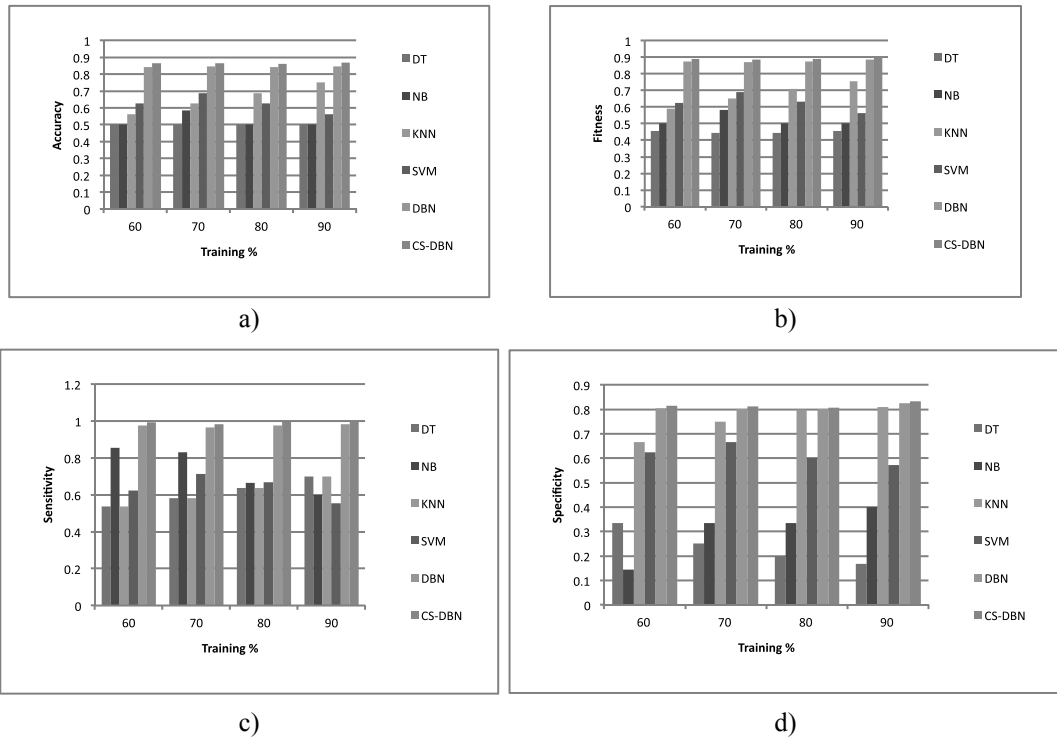 1
0.9
0.8
0.7
0.6
0.5
0.4
0.3
0.2
0.1
0
Accuracy
60 70 80 90
Training %
DT
NB
KNN
SVM
DBN
CS-DBN
a)
1
0.9
0.8
0.7
0.6
0.5
0.4
0.3
0.2
0.1
0
Fitness
60 70 80 90
Training %
DT
NB
KNN
SVM
DBN
CS-DBN
b)
1.2
1
0.8
0.6
0.4
0.2
0
Sensitivity
60 70 80 90
Training %
DT
NB
KNN
SVM
DBN
CS-DBN
c)
0.9
0.8
0.7
0.6
0.5
0.4
0.3
0.2
0.1
0
Specificity
60 70 80 90
Training %
DT
NB
KNN
SVM
DBN
CS-DBN
d)